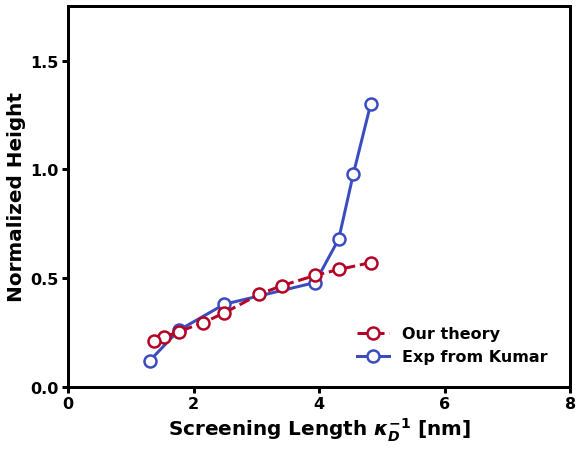 Normalized Height
1.5
1.0
0.5
0.0
0 2 4 6 8
Our theory
Exp from Kumar
Screening Length κ_D^{-1} [nm]